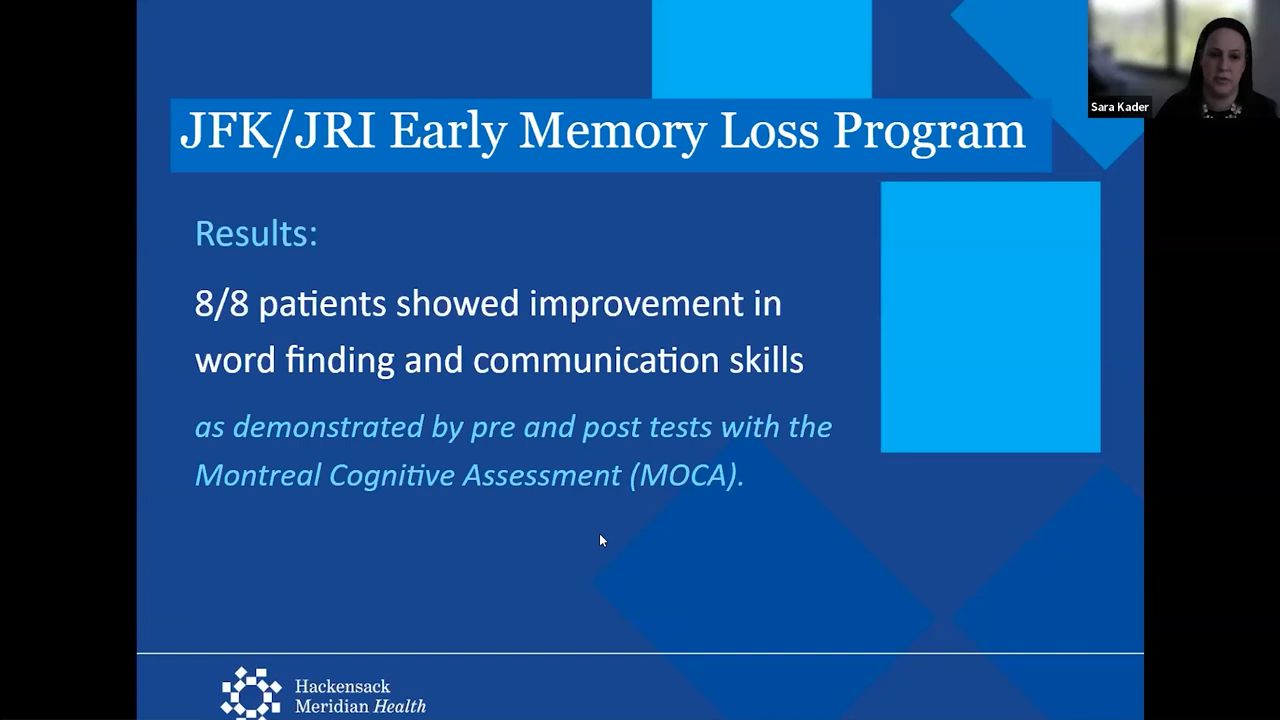 JFK/JRI Early Memory Loss Program
Sara Kader
Results:
8/8 patients showed improvement in
word finding and communication skills
as demonstrated by pre and post tests with the
Montreal Cognitive Assessment (MOCA).
Hackensack
Meridian Health